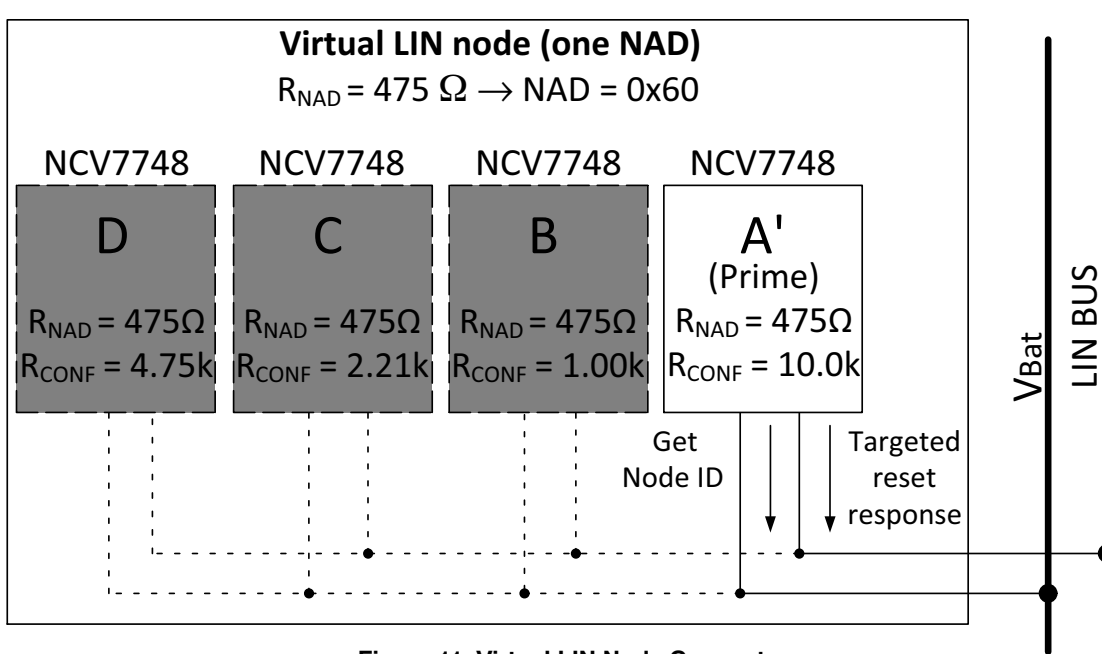 Virtual LIN node (one NAD)
R_NAD = 475 Ω → NAD = 0x60
NCV7748
NCV7748
NCV7748
NCV7748
D
R_NAD = 475Ω
R_CONF = 4.75k
C
R_NAD = 475Ω
R_CONF = 2.21k
B
R_NAD = 475Ω
R_CONF = 1.00k
A'
(Prime)
R_NAD = 475Ω
R_CONF = 10.0k
Get
Node ID
Targeted
reset
response
VBat
LIN BUS